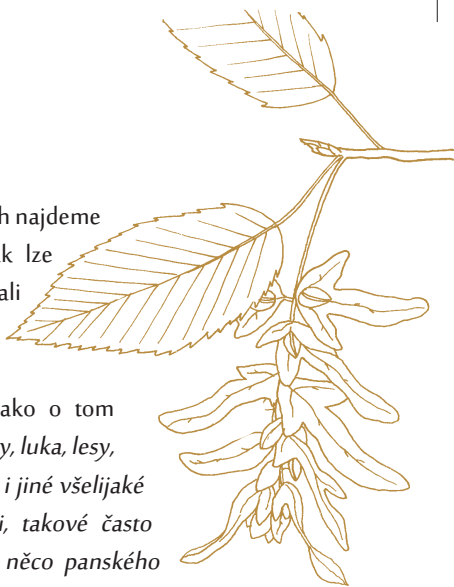 h najdeme
k lze
ali
ako o tom
y, luka, lesy,
i jiné všelijaké
i, takové často
něco panského